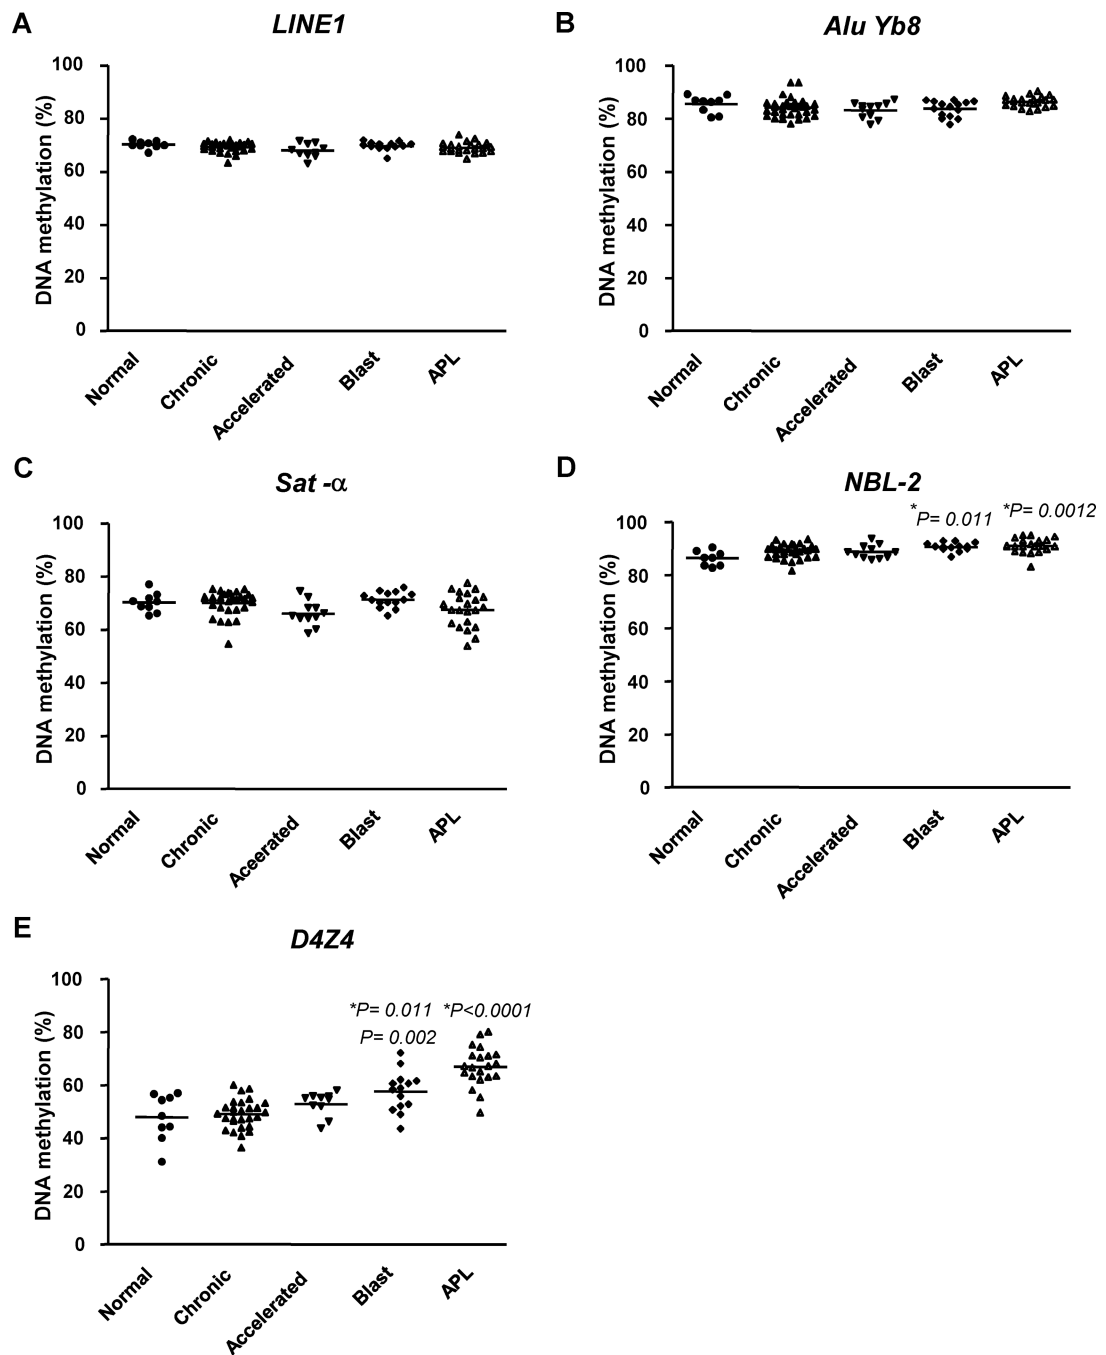 A
LINE1
DNA methylation (%)
100
80
60
40
20
0
Normal
Chronic
Accelerated
Blast
APL
B
Alu Yb8
DNA methylation (%)
100
80
60
40
20
0
Normal
Chronic
Accelerated
Blast
APL
C
Sat -α
DNA methylation (%)
100
80
60
40
20
0
Normal
Chronic
Aceerated
Blast
APL
D
NBL-2
*P= 0.011
*P= 0.0012
DNA methylation (%)
100
80
60
40
20
0
Normal
Chronic
Accelerated
Blast
APL
E
D4Z4
*P= 0.011
*P<0.0001
P= 0.002
DNA methylation (%)
100
80
60
40
20
0
Normal
Chronic
Accelerated
Blast
APL